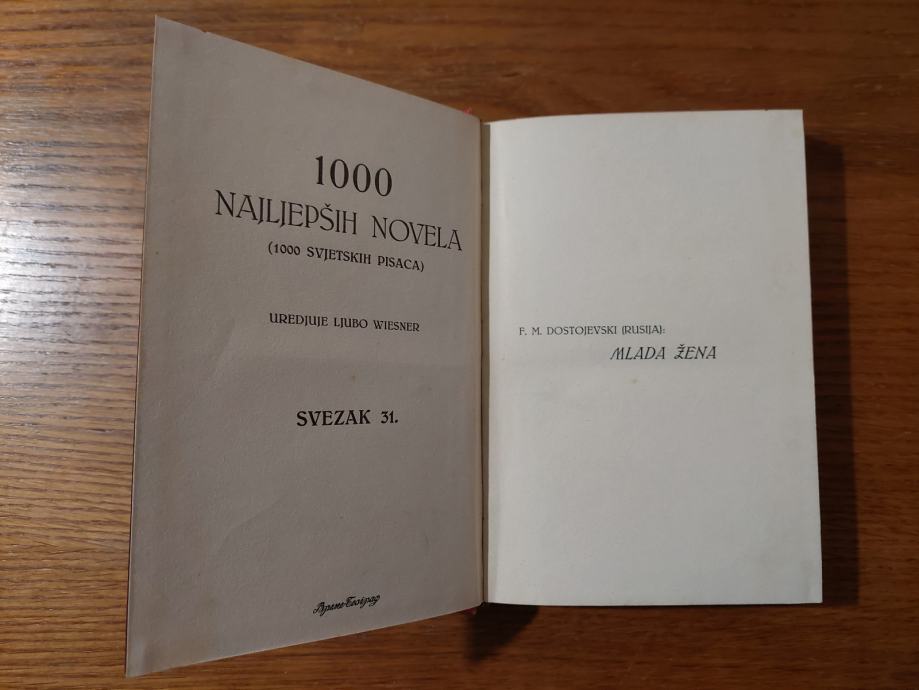 1000
NAJLJEPŠIH NOVELA
(1000 SVJETSKIH PISACA)
UREDJUJE LJUBO WIESNER
SVEZAK 31.
F. M. DOSTOJEVSKI (RUSIJA):
MLADA ŽENA